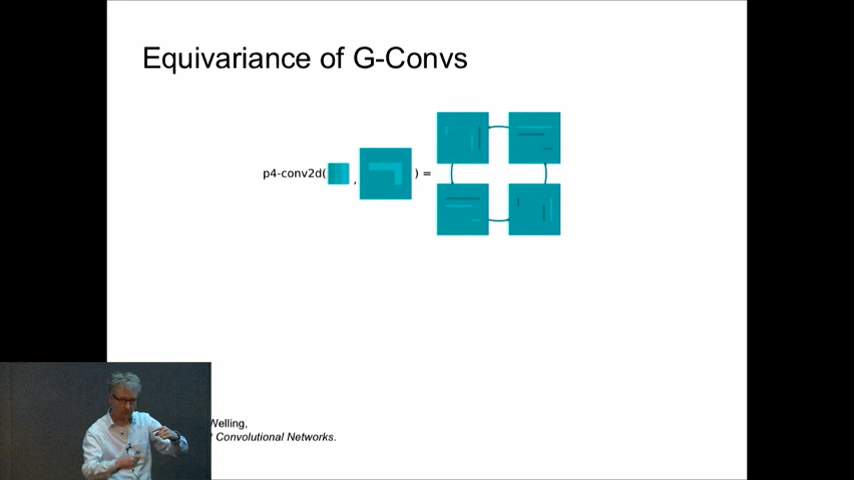 Equivariance of G-Convs
p4-conv2d( , ) =
Welling,
Convolutional Networks.